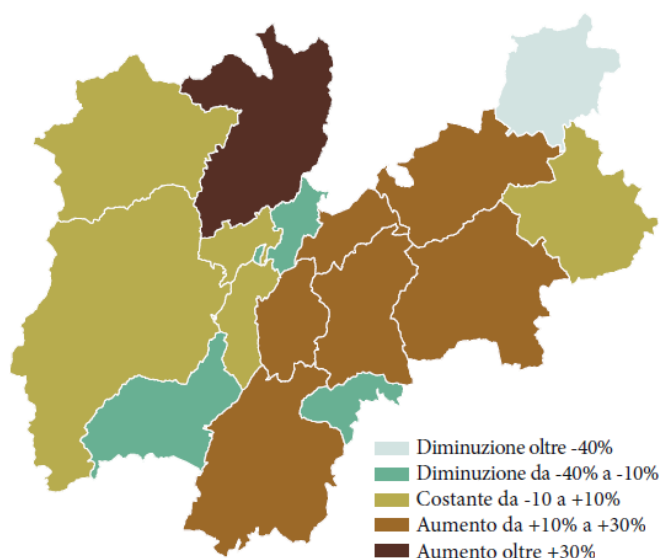 Diminuzione oltre -40%
Diminuzione da -40% a -10%
Costante da -10 a +10%
Aumento da +10% a +30%
Aumento oltre +30%